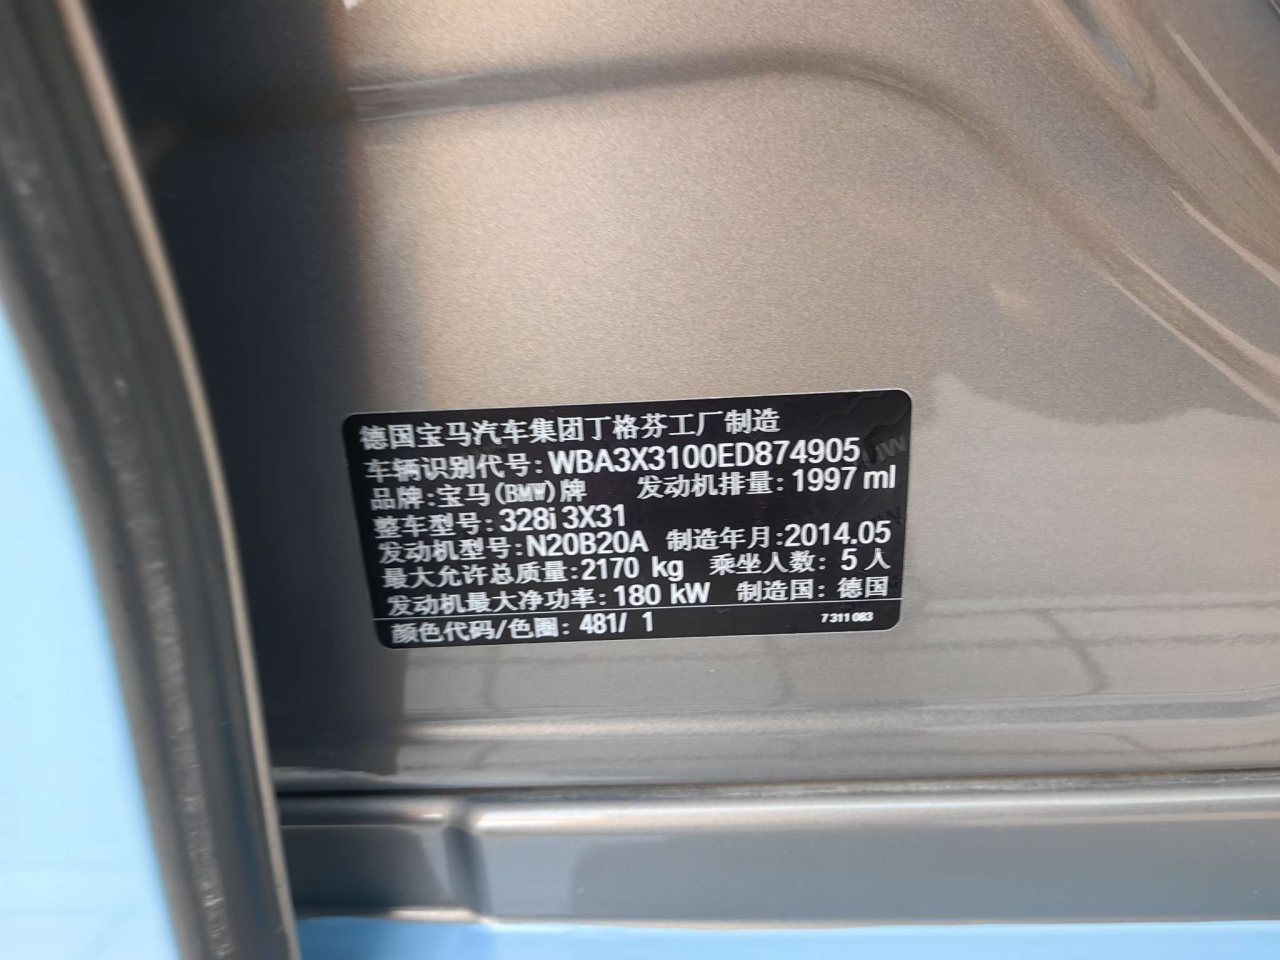 德国宝马汽车集团丁格芬工厂制造
车辆识别代号: WBA3X3100ED874905
品牌:宝马(BMW)牌 发动机排量: 1997 ml
整车型号: 328i 3X31
发动机型号: N20B20A 制造年月: 2014.05
最大允许总质量: 2170 kg 乘坐人数: 5 人
发动机最大净功率: 180 kW 制造国: 德国
颜色代码/色圈: 481/ 1 7 311 083